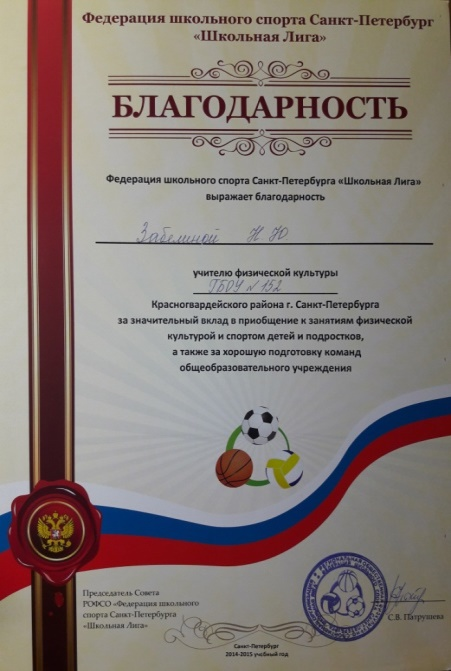 Федерация школьного спорта Санкт-Петербург
«Школьная Лига»
БЛАГОДАРНОСТЬ
Федерация школьного спорта Санкт-Петербурга «Школьная Лига»
выражает благодарность
Забелиной Н Ю.
учителю физической культуры
ГБОУ № 152
Красногвардейского района г. Санкт-Петербурга
за значительный вклад в приобщение к занятиям физической
культурой и спортом детей и подростков,
а также за хорошую подготовку команд
общеобразовательного учреждения
Председатель Совета
РОФСО «Федерация школьного
спорта Санкт-Петербурга
«Школьная Лига»
С.В. Патрушева
Санкт-Петербург
2014-2015 учебный год